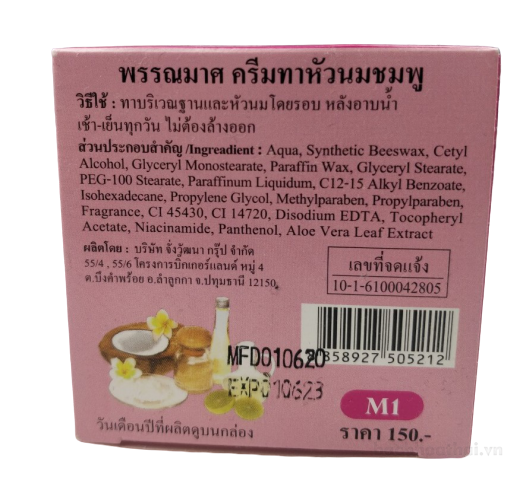 พรรณมาศ ครีมทาหัวนมชมพู
วิธีใช้ : ทาบริเวณฐานและหัวนมโดยรอบ หลังอาบน้ำ
เช้า-เย็นทุกวัน ไม่ต้องล้างออก
ส่วนประกอบสำคัญ /Ingreadient : Aqua, Synthetic Beeswax, Cetyl
Alcohol, Glyceryl Monostearate, Paraffin Wax, Glyceryl Stearate,
PEG-100 Stearate, Paraffinum Liquidum, C12-15 Alkyl Benzoate,
Isohexadecane, Propylene Glycol, Methylparaben, Propylparaben,
Fragrance, CI 45430, CI 14720, Disodium EDTA, Tocopheryl
Acetate, Niacinamide, Panthenol, Aloe Vera Leaf Extract
ผลิตโดย : บริษัท จั่งวัฒนา กรุ๊ป จำกัด
55/4 , 55/6 โครงการบิ๊กเกอร์แลนด์ หมู่ 4
ต.บึงคำพร้อย อ.ลำลูกกา จ.ปทุมธานี 12150
เลขที่จดแจ้ง
10-1-6100042805
MFD010620
EXP010623
858927 505212
M1
วันเดือนปีที่ผลิตดูบนกล่อง
ราคา 150.-